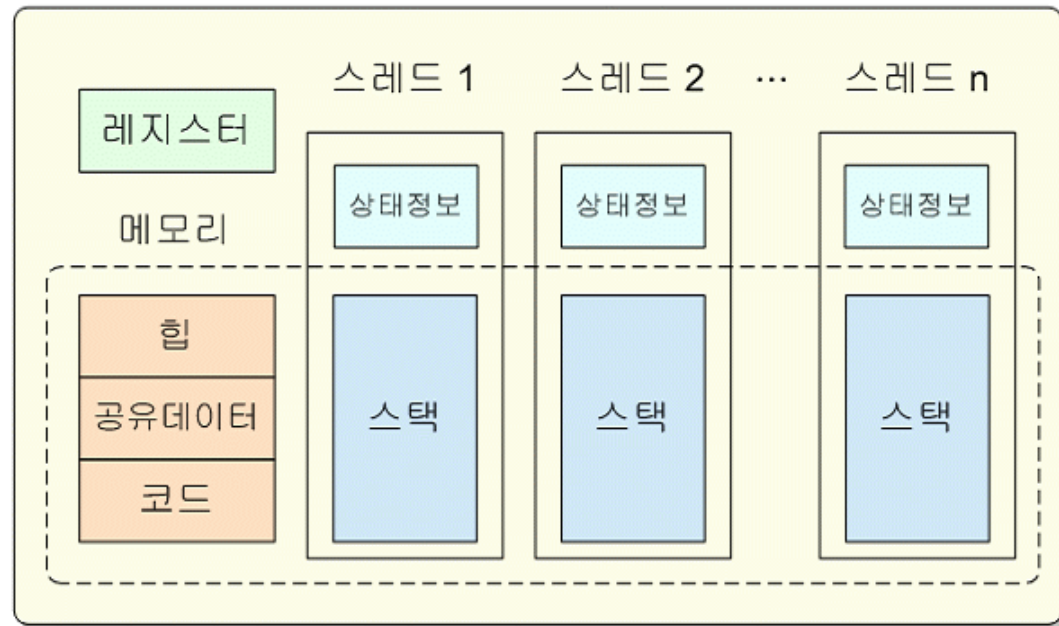 스레드 1
스레드 2
...
스레드 n
레지스터
상태정보
상태정보
상태정보
메모리
힙
공유데이터
코드
스택
스택
스택